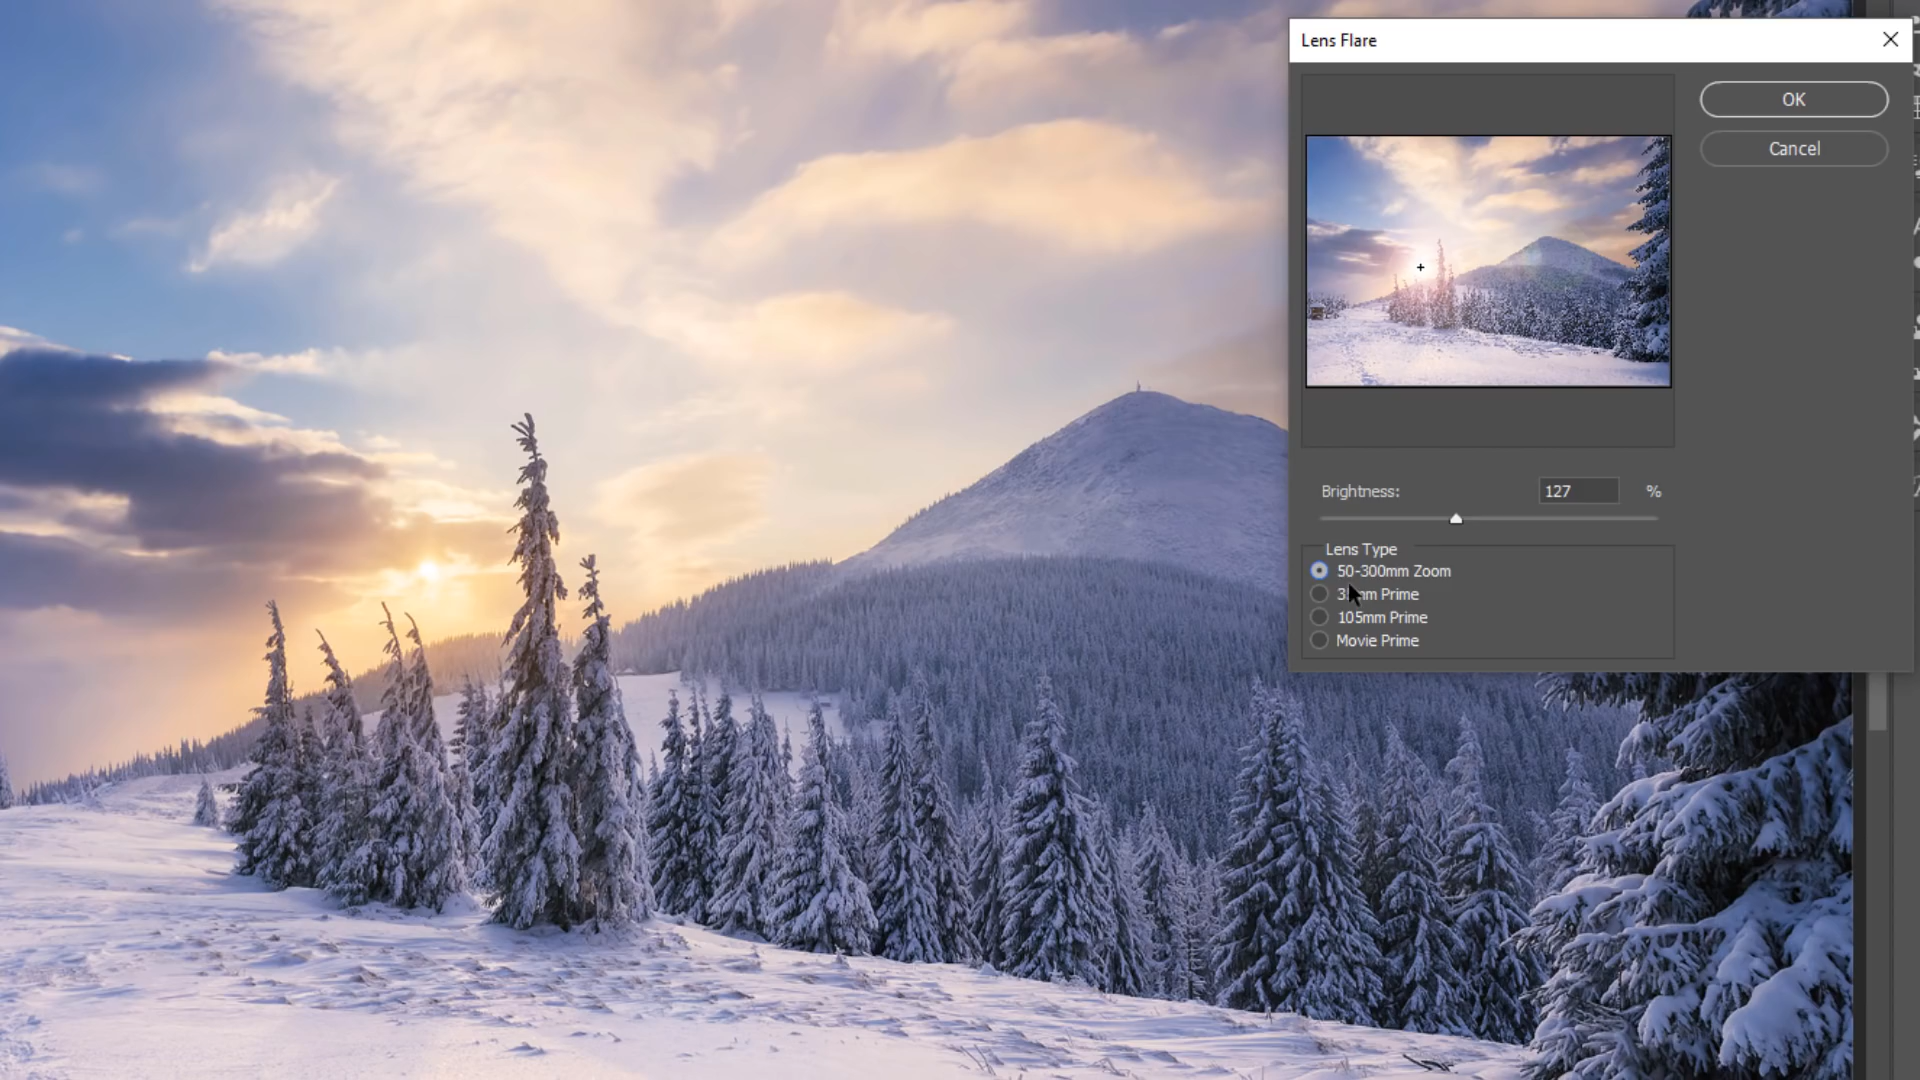 Lens Flare
OK
Cancel
Brightness:
127
%
Lens Type
50-300mm Zoom
mm Prime
105mm Prime
Movie Prime